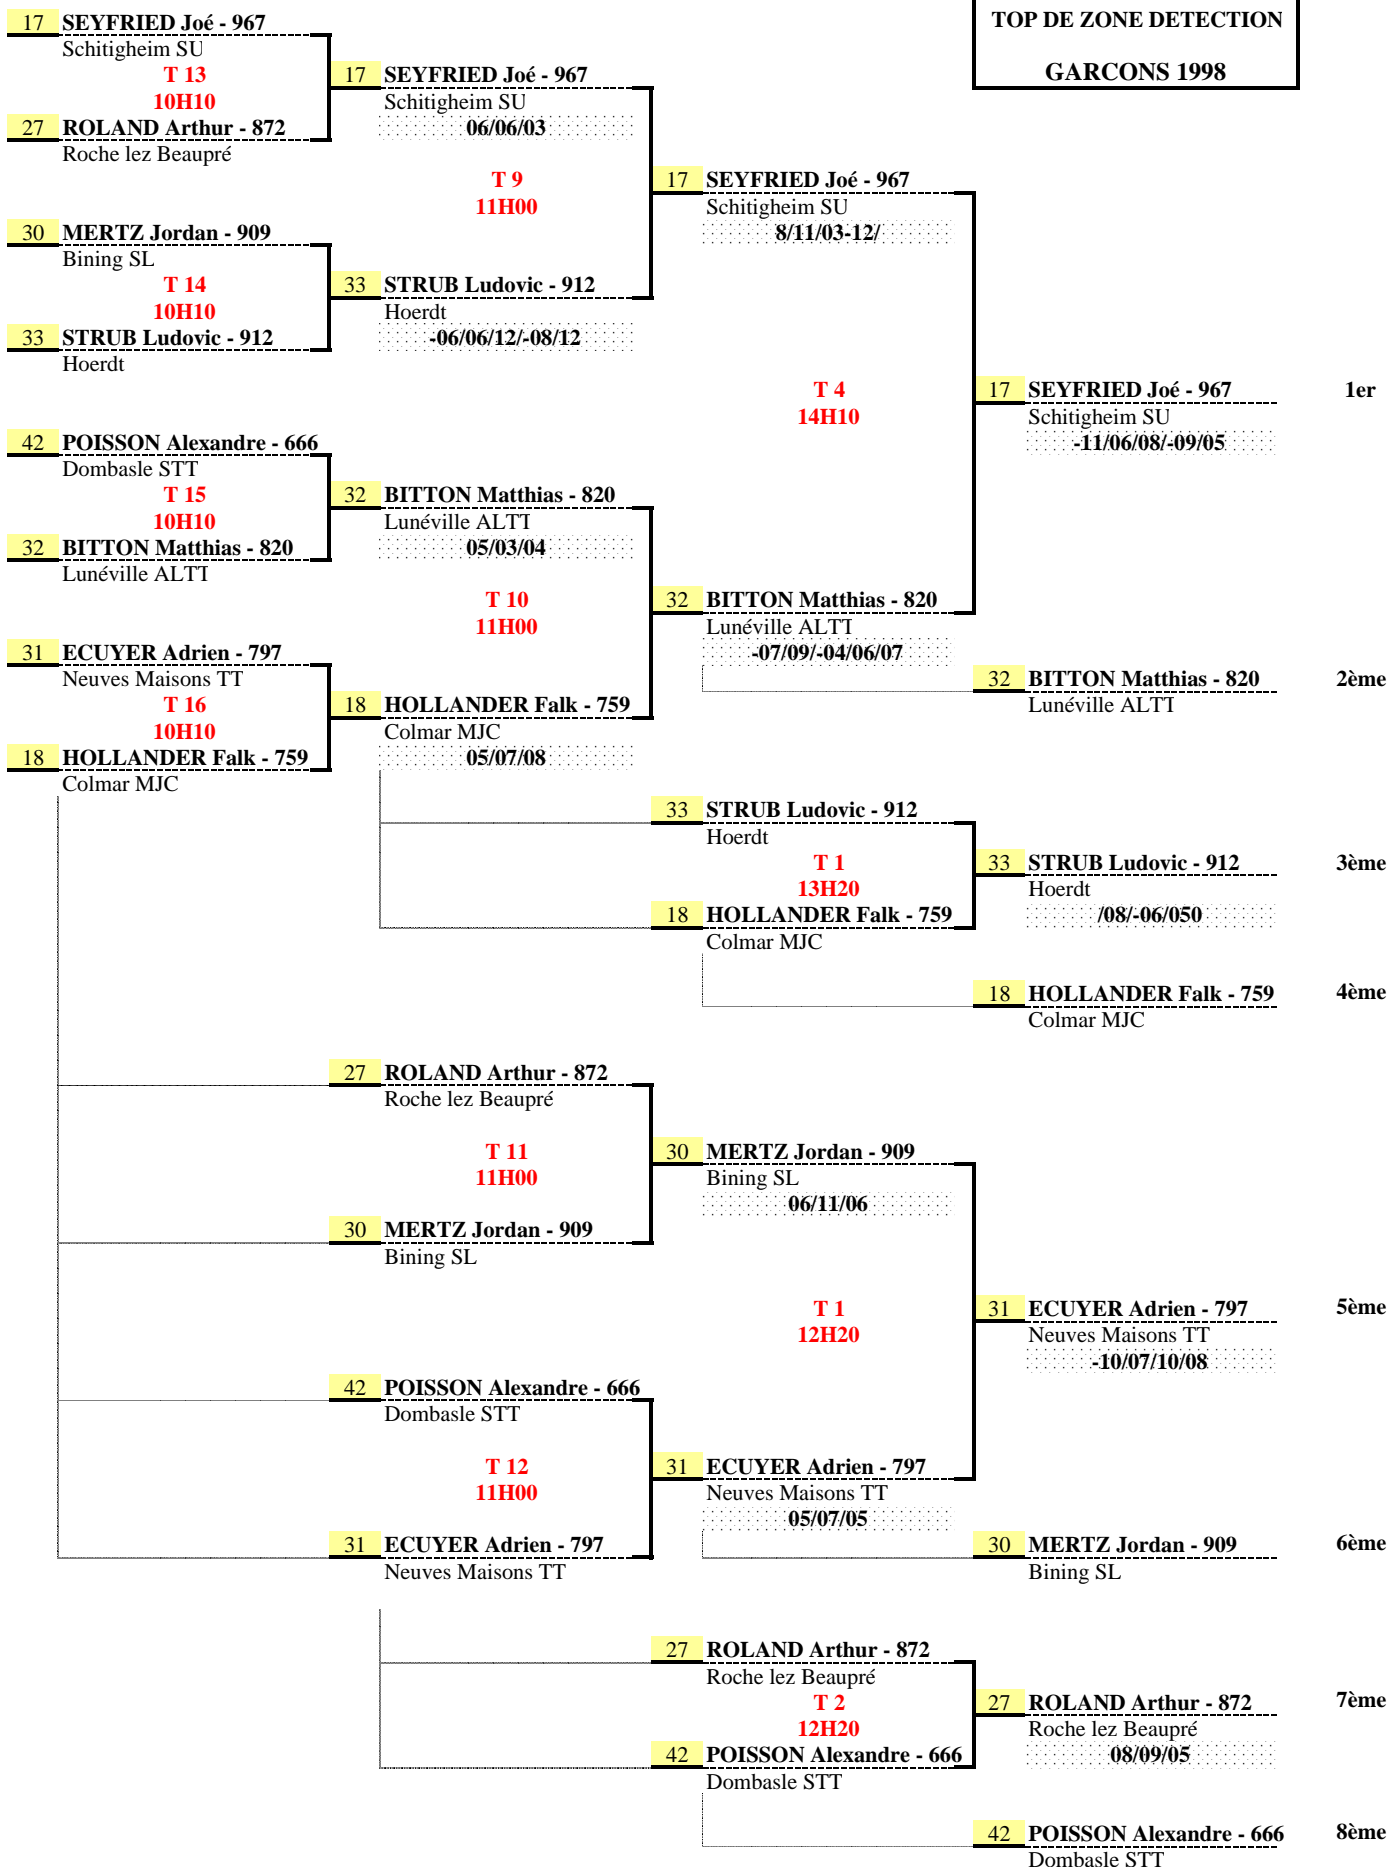 TOP DE ZONE DETECTION
GARCONS 1998
17 SEYFRIED Joé - 967
Schitigheim SU
T 13
10H10
27 ROLAND Arthur - 872
Roche lez Beaupré
17 SEYFRIED Joé - 967
Schitigheim SU
06/06/03
30 MERTZ Jordan - 909
Bining SL
T 14
10H10
33 STRUB Ludovic - 912
Hoerdt
33 STRUB Ludovic - 912
Hoerdt
-06/06/12/-08/12
T 9
11H00
17 SEYFRIED Joé - 967
Schitigheim SU
8/11/03-12/
42 POISSON Alexandre - 666
Dombasle STT
T 15
10H10
32 BITTON Matthias - 820
Lunéville ALTT
32 BITTON Matthias - 820
Lunéville ALTT
05/03/04
31 ECUYER Adrien - 797
Neuves Maisons TT
T 16
10H10
18 HOLLANDER Falk - 759
Colmar MJC
18 HOLLANDER Falk - 759
Colmar MJC
05/07/08
T 10
11H00
32 BITTON Matthias - 820
Lunéville ALTT
-07/09/-04/06/07
T 4
14H10
17 SEYFRIED Joé - 967 1er
Schitigheim SU
-11/06/08/-09/05
32 BITTON Matthias - 820 2ème
Lunéville ALTT
33 STRUB Ludovic - 912
Hoerdt
T 1
13H20
18 HOLLANDER Falk - 759
Colmar MJC
33 STRUB Ludovic - 912 3ème
Hoerdt
/08/-06/050
18 HOLLANDER Falk - 759 4ème
Colmar MJC
27 ROLAND Arthur - 872
Roche lez Beaupré
T 11
11H00
30 MERTZ Jordan - 909
Bining SL
30 MERTZ Jordan - 909
Bining SL
06/11/06
42 POISSON Alexandre - 666
Dombasle STT
T 12
11H00
31 ECUYER Adrien - 797
Neuves Maisons TT
31 ECUYER Adrien - 797
Neuves Maisons TT
05/07/05
T 1
12H20
31 ECUYER Adrien - 797 5ème
Neuves Maisons TT
-10/07/10/08
30 MERTZ Jordan - 909 6ème
Bining SL
27 ROLAND Arthur - 872
Roche lez Beaupré
T 2
12H20
42 POISSON Alexandre - 666
Dombasle STT
27 ROLAND Arthur - 872 7ème
Roche lez Beaupré
08/09/05
42 POISSON Alexandre - 666 8ème
Dombasle STT